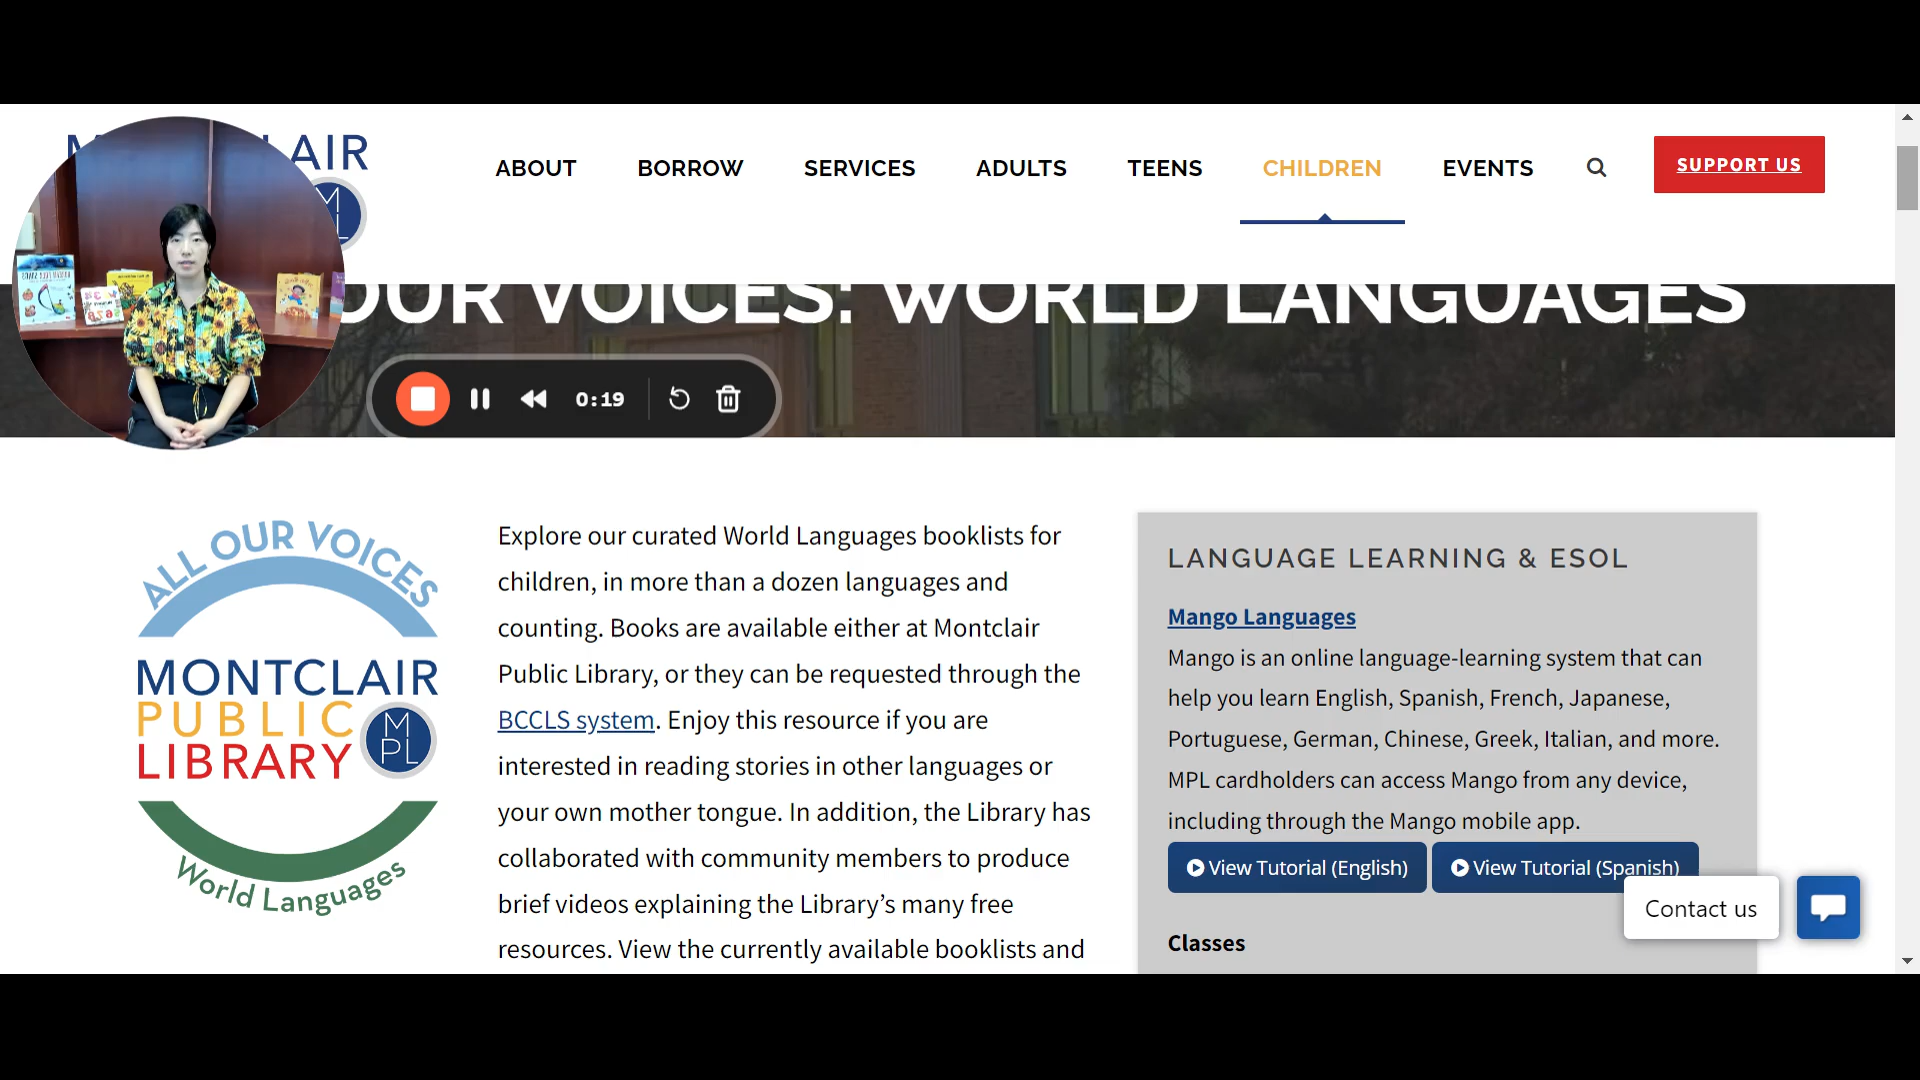 AIR
M
L
ABOUT
BORROW
SERVICES
ADULTS
TEENS
CHILDREN
EVENTS
SUPPORT US
OUR VOICES: WORLD LANGUAGES
0:19
ALL OUR VOICES
MONTCLAIR
PUBLIC
LIBRARY
MPL
World Languages
Explore our curated World Languages booklists for
children, in more than a dozen languages and
counting. Books are available either at Montclair
Public Library, or they can be requested through the
BCCLS system. Enjoy this resource if you are
interested in reading stories in other languages or
your own mother tongue. In addition, the Library has
collaborated with community members to produce
brief videos explaining the Library’s many free
resources. View the currently available booklists and
LANGUAGE LEARNING & ESOL
Mango Languages
Mango is an online language-learning system that can
help you learn English, Spanish, French, Japanese,
Portuguese, German, Chinese, Greek, Italian, and more.
MPL cardholders can access Mango from any device,
including through the Mango mobile app.
View Tutorial (English)
View Tutorial (Spanish)
Contact us
Classes